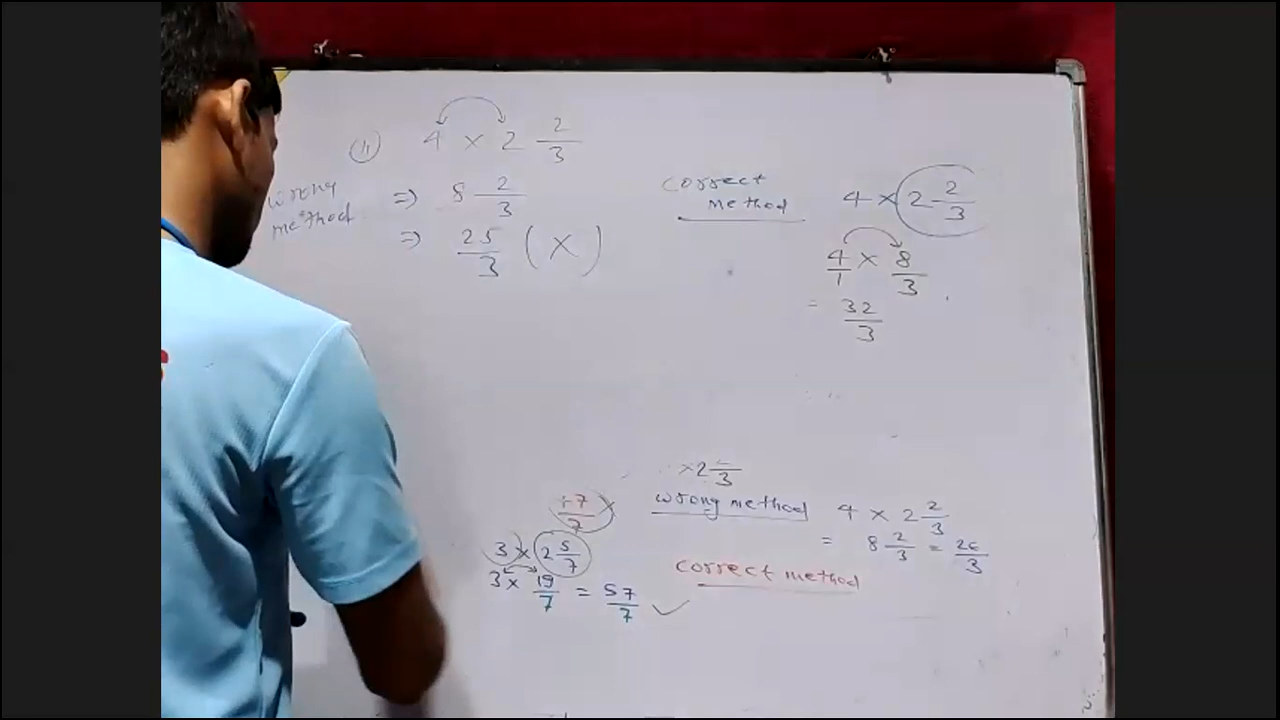 11 4 × 2 2/3
wrong method
⇒ 8 2/3
⇒ 25/3 (×)
correct method
4 × 2 2/3
4/1 × 8/3
= 32/3
×2 /3
+7/7 ×
3 × 2 5/7
3 × 19/7 = 57/7 ✓
wrong method
4 × 2 2/3
= 8 2/3 = 26/3
correct method